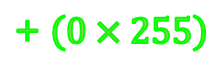 + (0 × 255)